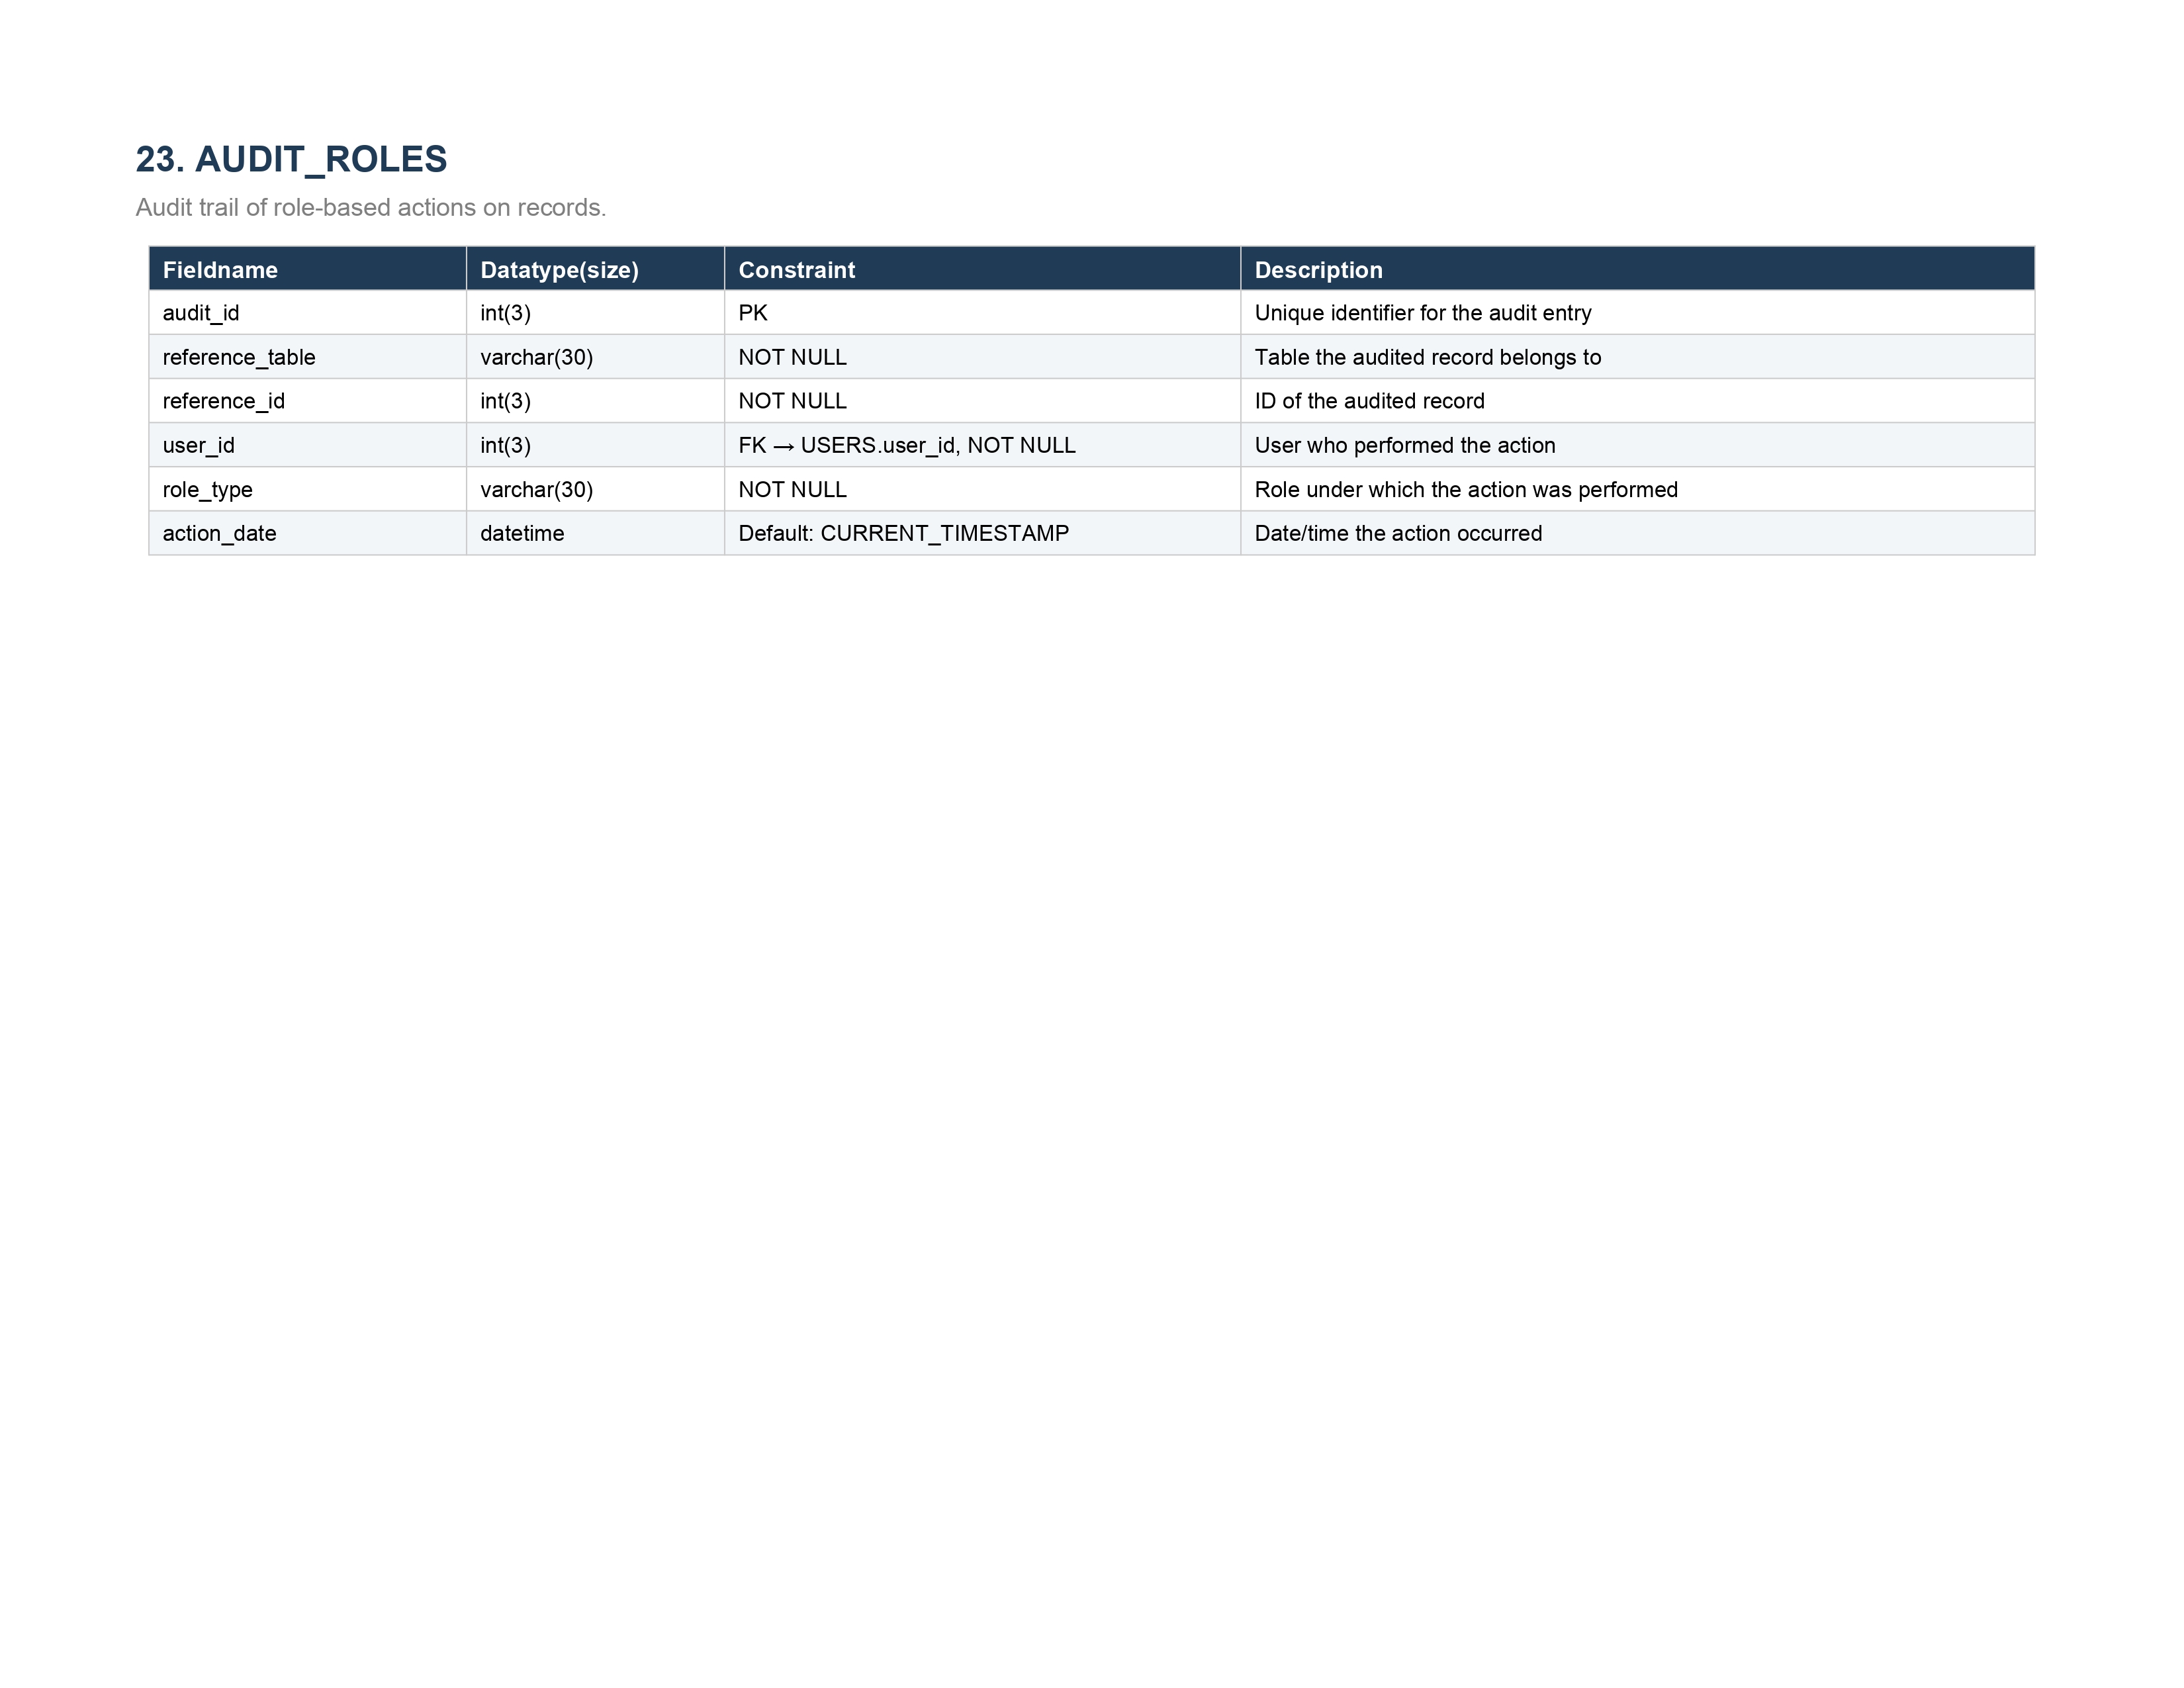 23. AUDIT_ROLES
Audit trail of role-based actions on records.
Fieldname Datatype(size) Constraint Description
audit_id int(3) PK Unique identifier for the audit entry
reference_table varchar(30) NOT NULL Table the audited record belongs to
reference_id int(3) NOT NULL ID of the audited record
user_id int(3) FK → USERS.user_id, NOT NULL User who performed the action
role_type varchar(30) NOT NULL Role under which the action was performed
action_date datetime Default: CURRENT_TIMESTAMP Date/time the action occurred